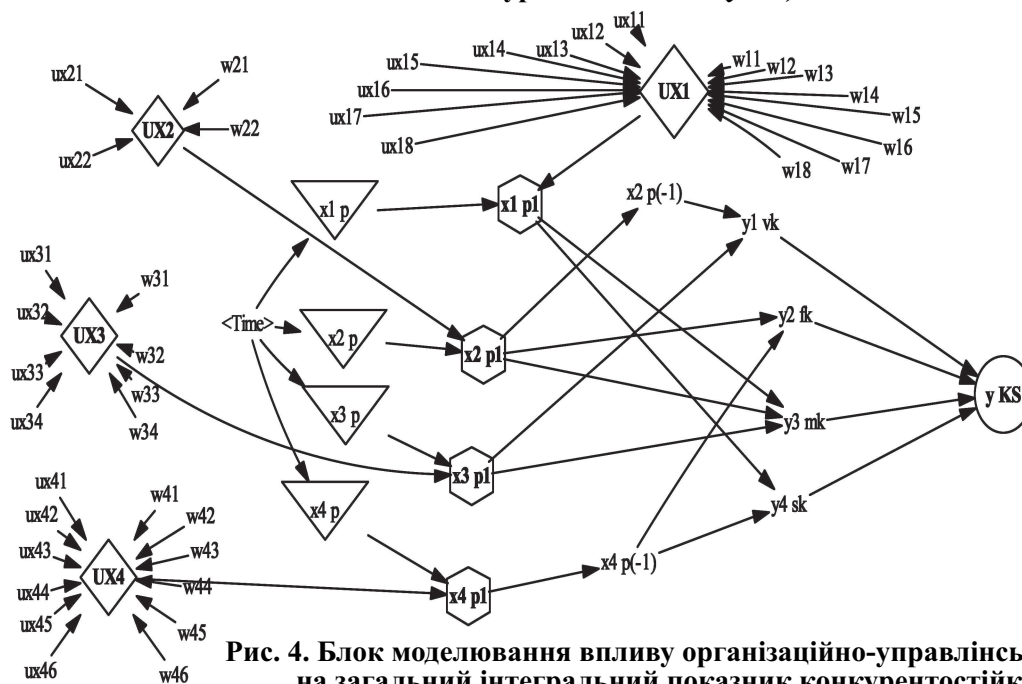 ux11
ux12
ux13
ux14
ux15
ux16
ux17
ux18
UX1
w11
w12
w13
w14
w15
w16
w17
w18
ux21
w21
UX2
ux22
w22
x1 p
x1 p1
x2 p(-1)
y1 vk
ux31
w31
ux32
UX3
w32
ux33
w33
ux34
w34
<Time>
x2 p
x2 p1
y2 fk
x3 p
y KS
y3 mk
x3 p1
x4 p
y4 sk
ux41
w41
ux42
w42
ux43
w43
UX4
ux44
w44
ux45
w45
ux46
w46
x4 p1
x4 p(-1)
Рис. 4. Блок моделювання впливу організаційно-управлінсь
на загальний інтегральний показник конкурентостійк